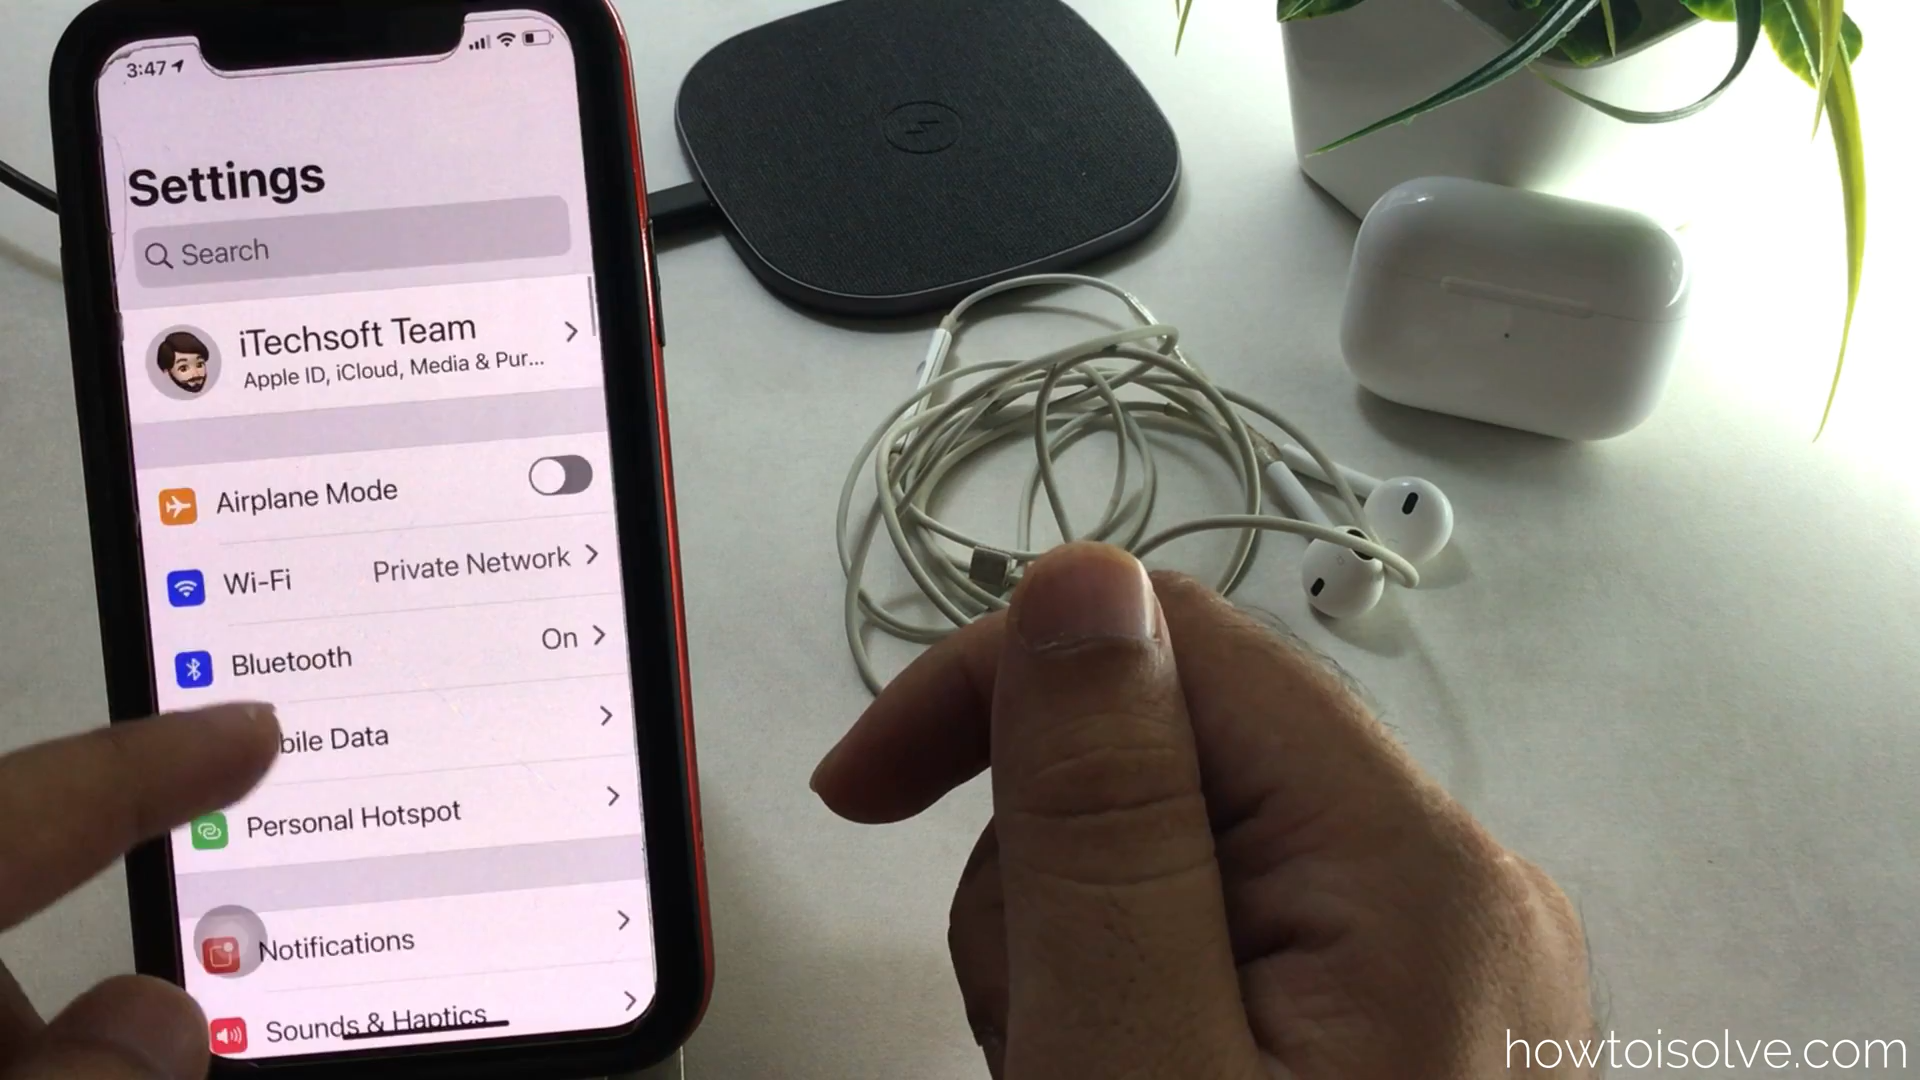 3:47
Settings
Search
iTechsoft Team
Apple ID, iCloud, Media & Pur...
Airplane Mode
Wi-Fi Private Network
Bluetooth On
bile Data
Personal Hotspot
Notifications
Sounds & Haptics
howtoisolve.com